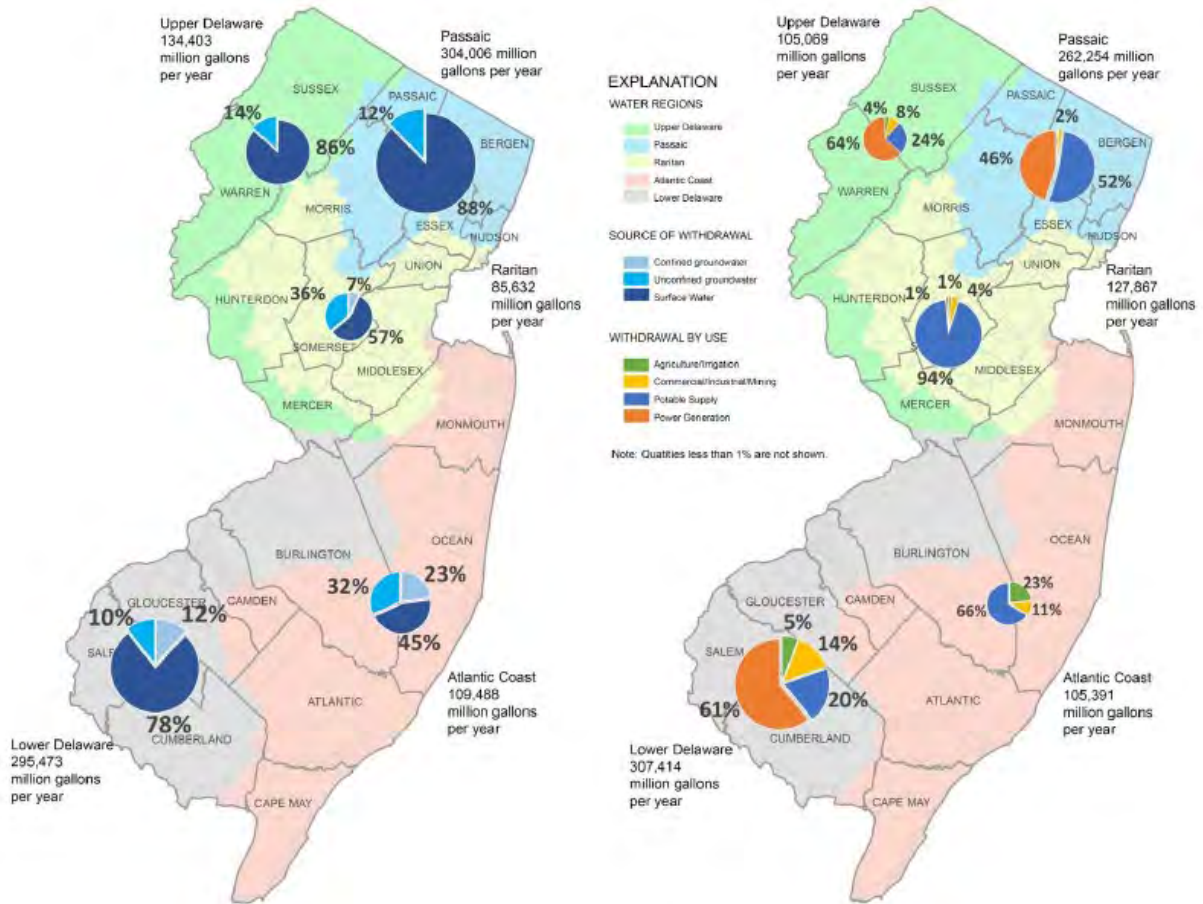 Upper Delaware
134,403
million gallons
per year
Passaic
304,006 million
gallons per year
SUSSEX
PASSAIC
14%
12%
86%
BERGEN
WARREN
88%
MORRIS
ESSEX
HUDSON
UNION
Raritan
85,632
million gallons
per year
HUNTERDON
36%
7%
57%
SOMERSET
MIDDLESEX
MERCER
MONMOUTH
OCEAN
BURLINGTON
32%
23%
45%
GLOUCESTER
CAMDEN
10%
12%
78%
ATLANTIC
Atlantic Coast
109,488
million gallons
per year
CUMBERLAND
Lower Delaware
295,473
million gallons
per year
CAPE MAY
EXPLANATION
WATER REGIONS
Upper Delaware
Passaic
Raritan
Atlantic Coast
Lower Delaware
SOURCE OF WITHDRAWAL
Confined groundwater
Unconfined groundwater
Surface Water
WITHDRAWAL BY USE
Agriculture/Irrigation
Commercial/Industrial/Mining
Potable Supply
Power Generation
Note: Quatities less than 1% are not shown.
Upper Delaware
105,069
million gallons
per year
Passaic
262,254 million
gallons per year
SUSSEX
PASSAIC
4%
8%
64%
24%
2%
BERGEN
46%
52%
WARREN
MORRIS
ESSEX
HUDSON
UNION
Raritan
127,867
million gallons
per year
HUNTERDON
1%
1%
4%
94%
MIDDLESEX
MERCER
MONMOUTH
OCEAN
BURLINGTON
23%
66%
11%
GLOUCESTER
CAMDEN
SALEM
5%
14%
61%
20%
ATLANTIC
Atlantic Coast
105,391
million gallons
per year
CUMBERLAND
Lower Delaware
307,414
million gallons
per year
CAPE MAY